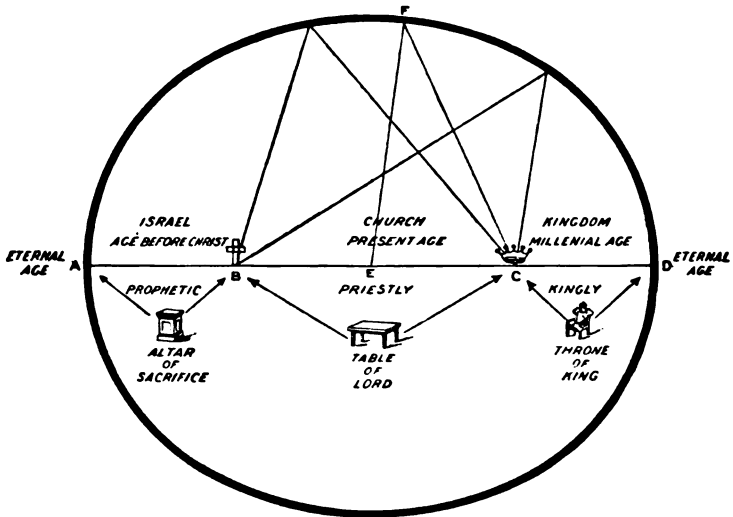 F
ISRAEL
AGE BEFORE CHRIST
CHURCH
PRESENT AGE
KINGDOM
MILLENIAL AGE
ETERNAL
AGE
A
B
E
C
D
ETERNAL
AGE
PROPHETIC
PRIESTLY
KINGLY
ALTAR
OF
SACRIFICE
TABLE
OF
LORD
THRONE
OF
KING